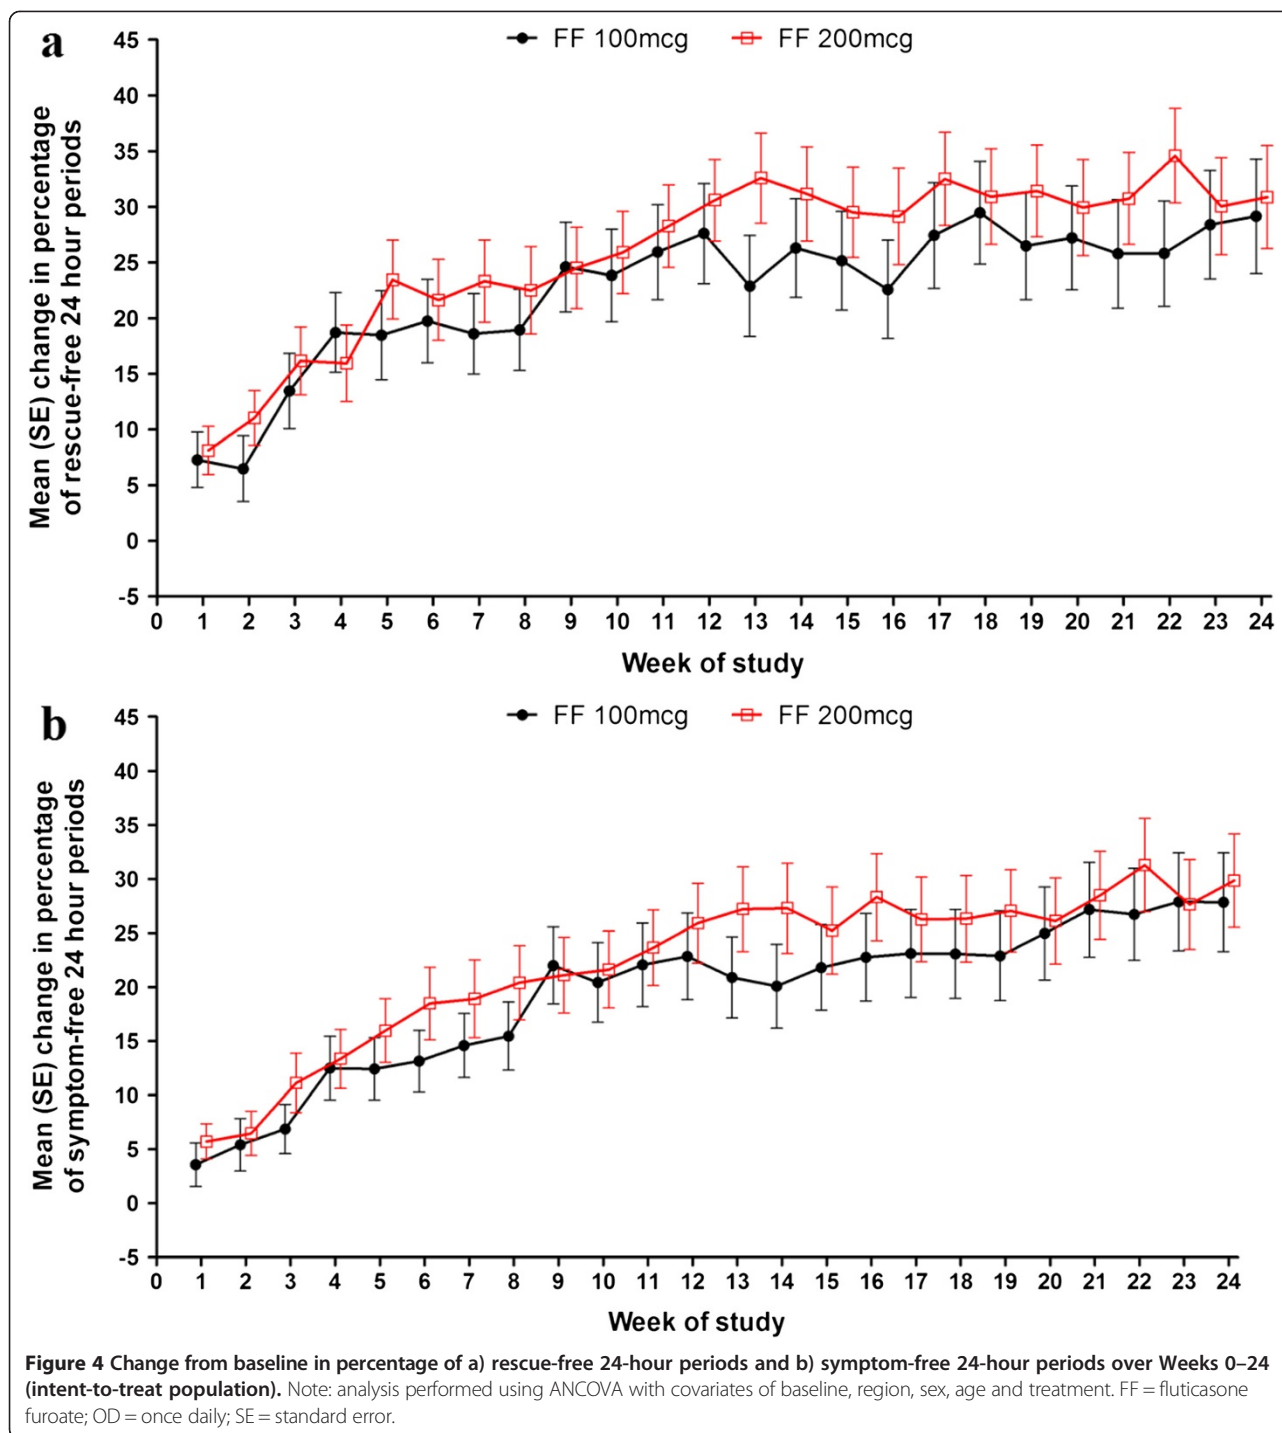 a
FF 100mcg FF 200mcg
Mean (SE) change in percentage
of rescue-free 24 hour periods
45
40
35
30
25
20
15
10
5
0
-5
0 1 2 3 4 5 6 7 8 9 10 11 12 13 14 15 16 17 18 19 20 21 22 23 24
Week of study
b
FF 100mcg FF 200mcg
Mean (SE) change in percentage
of symptom-free 24 hour periods
45
40
35
30
25
20
15
10
5
0
-5
0 1 2 3 4 5 6 7 8 9 10 11 12 13 14 15 16 17 18 19 20 21 22 23 24
Week of study
Figure 4 Change from baseline in percentage of a) rescue-free 24-hour periods and b) symptom-free 24-hour periods over Weeks 0–24
(intent-to-treat population). Note: analysis performed using ANCOVA with covariates of baseline, region, sex, age and treatment. FF = fluticasone
furoate; OD = once daily; SE = standard error.